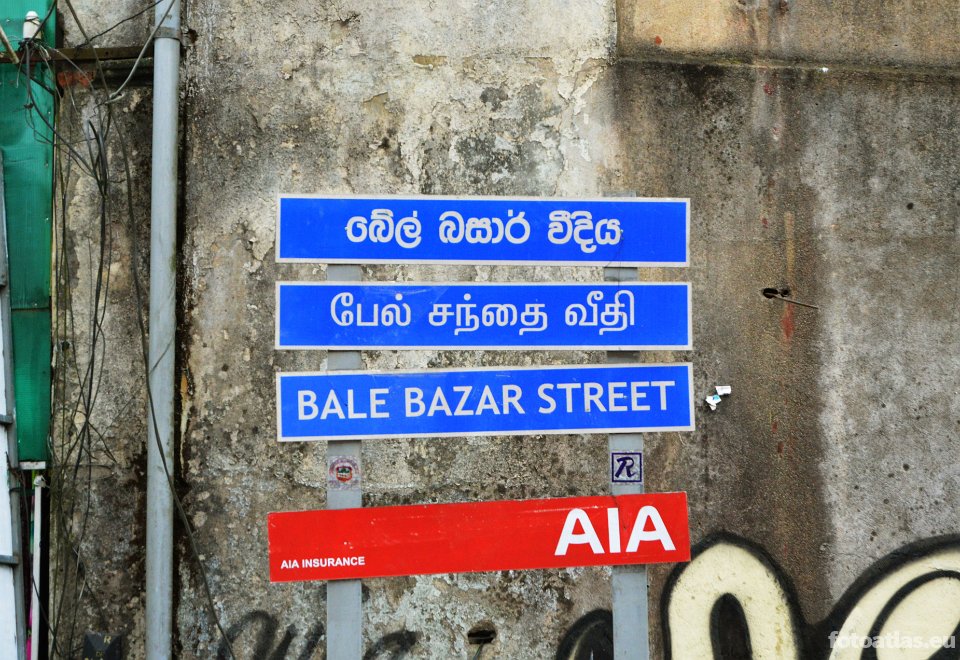 බේල් බසාර් වීදිය
பேல் சந்தை வீதி
BALE BAZAR STREET
R
AIA
AIA INSURANCE
fotoatlas.eu